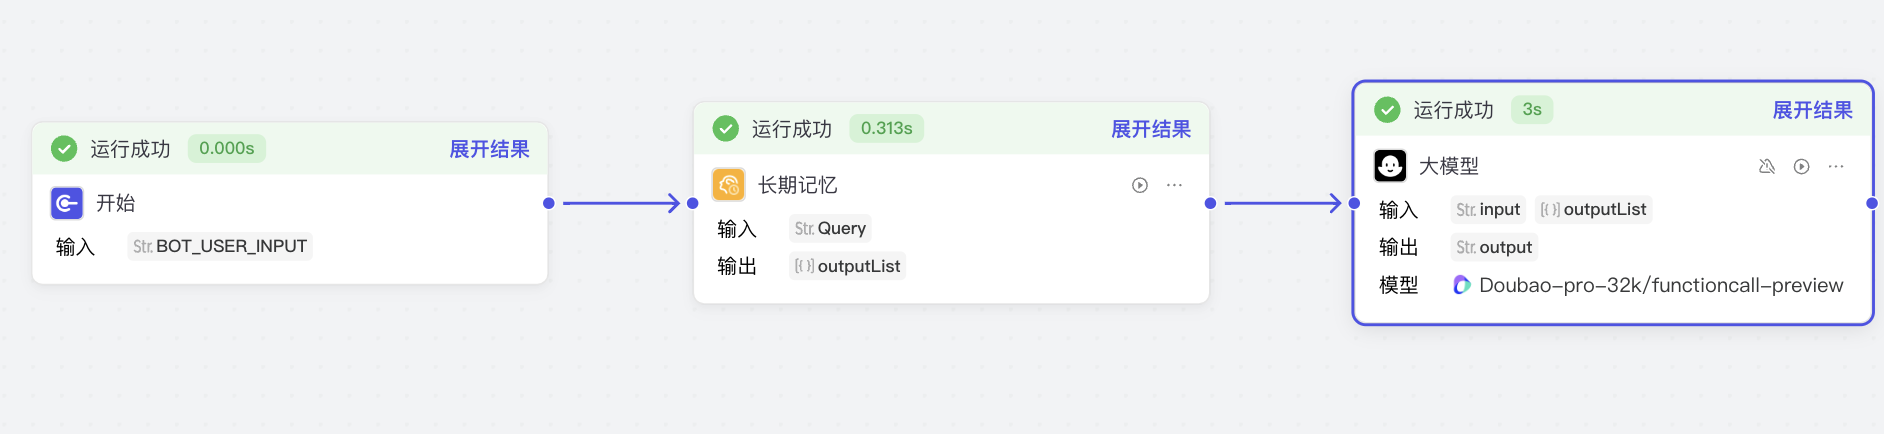 运行成功 0.000s 展开结果
开始
输入 Str. BOT_USER_INPUT
运行成功 0.313s 展开结果
长期记忆
输入 Str. Query
输出 [{}] outputList
运行成功 3s 展开结果
大模型
输入 Str. input [{}] outputList
输出 Str. output
模型 Doubao-pro-32k/functioncall-preview